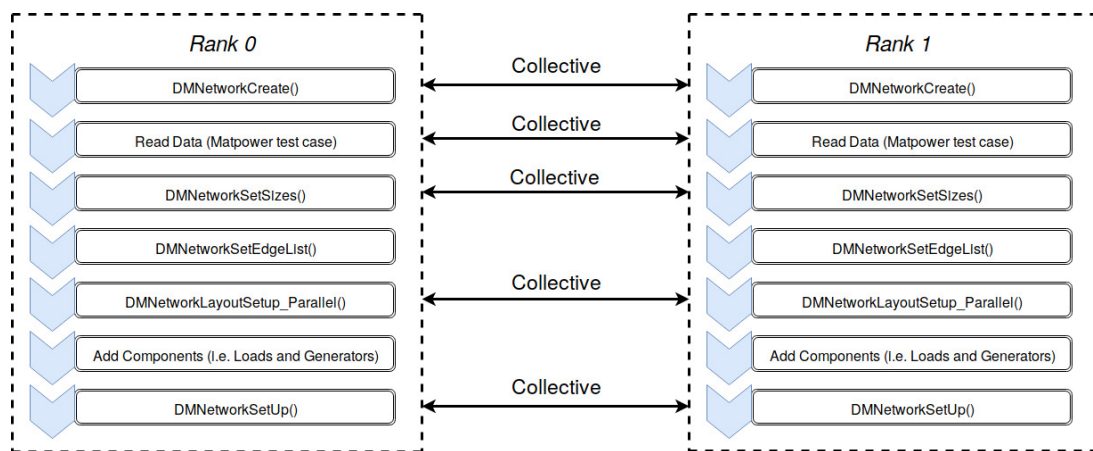 Rank 0
DMNetworkCreate()
Read Data (Matpower test case)
DMNetworkSetSizes()
DMNetworkSetEdgeList()
DMNetworkLayoutSetup_Parallel()
Add Components (i.e. Loads and Generators)
DMNetworkSetUp()
Collective
Collective
Collective
Collective
Collective
Rank 1
DMNetworkCreate()
Read Data (Matpower test case)
DMNetworkSetSizes()
DMNetworkSetEdgeList()
DMNetworkLayoutSetup_Parallel()
Add Components (i.e. Loads and Generators)
DMNetworkSetUp()